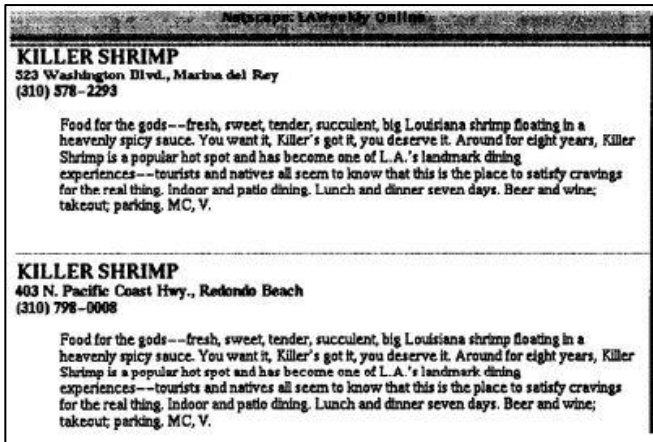 Netscape: LAWeekly Online
KILLER SHRIMP
523 Washington Blvd., Marina del Rey
(310) 578-2293
Food for the gods--fresh, sweet, tender, succulent, big Louisiana shrimp floating in a
heavenly spicy sauce. You want it, Killer's got it, you deserve it. Around for eight years, Killer
Shrimp is a popular hot spot and has become one of L.A.'s landmark dining
experiences--tourists and natives all seem to know that this is the place to satisfy cravings
for the real thing. Indoor and patio dining. Lunch and dinner seven days. Beer and wine;
takeout; parking. MC, V.
KILLER SHRIMP
403 N. Pacific Coast Hwy., Redondo Beach
(310) 798-0008
Food for the gods--fresh, sweet, tender, succulent, big Louisiana shrimp floating in a
heavenly spicy sauce. You want it, Killer's got it, you deserve it. Around for eight years, Killer
Shrimp is a popular hot spot and has become one of L.A.'s landmark dining
experiences--tourists and natives all seem to know that this is the place to satisfy cravings
for the real thing. Indoor and patio dining. Lunch and dinner seven days. Beer and wine;
takeout; parking. MC, V.